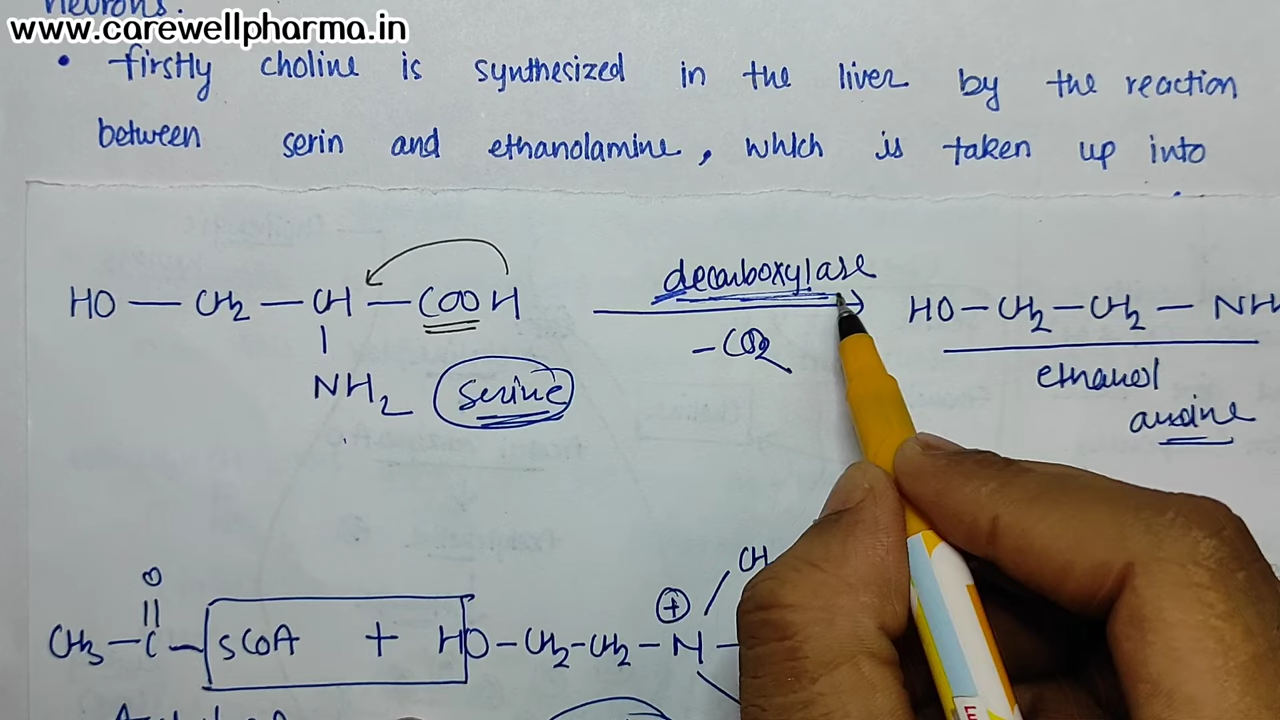 neurons.
www.carewellpharma.in
• firstly choline is synthesized in the liver by the reaction
between serin and ethanolamine, which is taken up into
decarboxylase
HO — CH2 — CH — COOH
HO — CH2 — CH2 — NH
- CO2
|
NH2
serine
ethanol
amine
CH
O
||
+
CH3 — C — SCoA + HO — CH2 — CH2 — N —